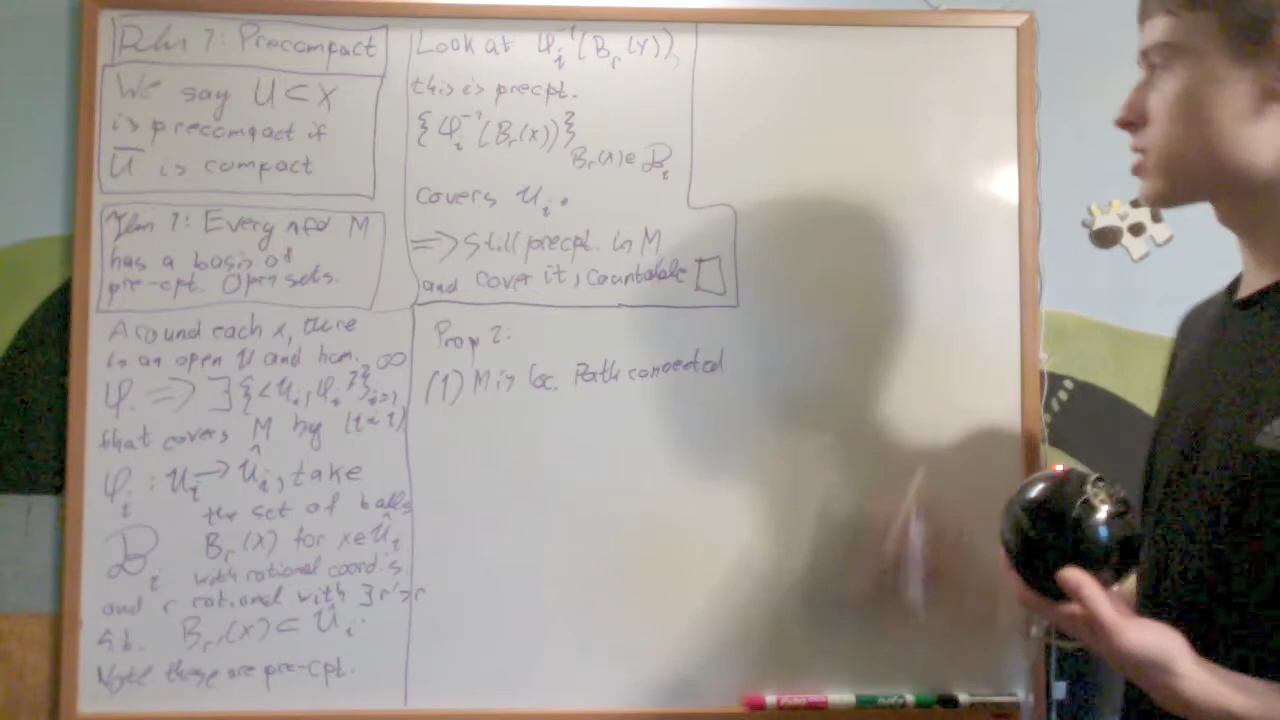 Defn 1: Precompact
We say U ⊂ X
is precompact if
U̅ is compact
Thm 1: Every mfd M
has a basis of
pre-cpt. Open sets.
Around each x, there
is an open U and hom.
φ. => ∃{<U_i, φ_i>}_{i=1}^∞
that covers M by
φ_i : U_i → Û_i, take
the set of balls
B_i B_r(x) for x∈Û_i
with rational coords.
and r rational with ∃r'>r
s.t. B_r'(x) ⊂ Û_i.
Note these are pre-cpt.
Look at φ_i^{-1}(B_r(x)),
this is precpt.
{φ_i^{-1}(B_r(x))}
B_r(x)∈B_i
covers U_i.
=> Still precpt. in M
and cover it, countable □
Prop 2:
(1) M is loc. Path connected